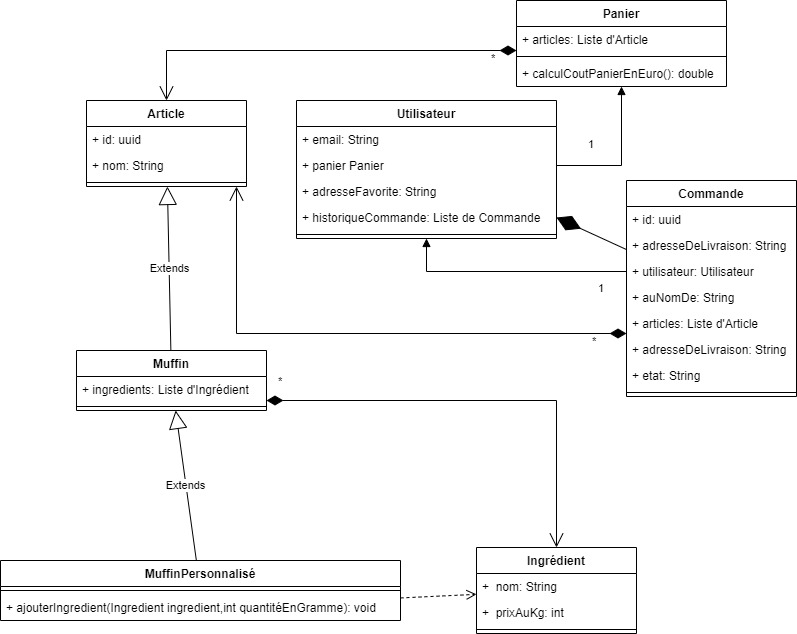 Panier
+ articles: Liste d'Article
+ calculCoutPanierEnEuro(): double
*
Article
+ id: uuid
+ nom: String
Utilisateur
+ email: String
+ panier Panier
+ adresseFavorite: String
+ historiqueCommande: Liste de Commande
1
Commande
+ id: uuid
+ adresseDeLivraison: String
+ utilisateur: Utilisateur
+ auNomDe: String
+ articles: Liste d'Article
+ adresseDeLivraison: String
+ etat: String
1
*
Extends
Muffin
+ ingredients: Liste d'Ingrédient
*
Extends
MuffinPersonnalisé
+ ajouterIngredient(Ingredient ingredient,int quantitéEnGramme): void
Ingrédient
+ nom: String
+ prixAuKg: int